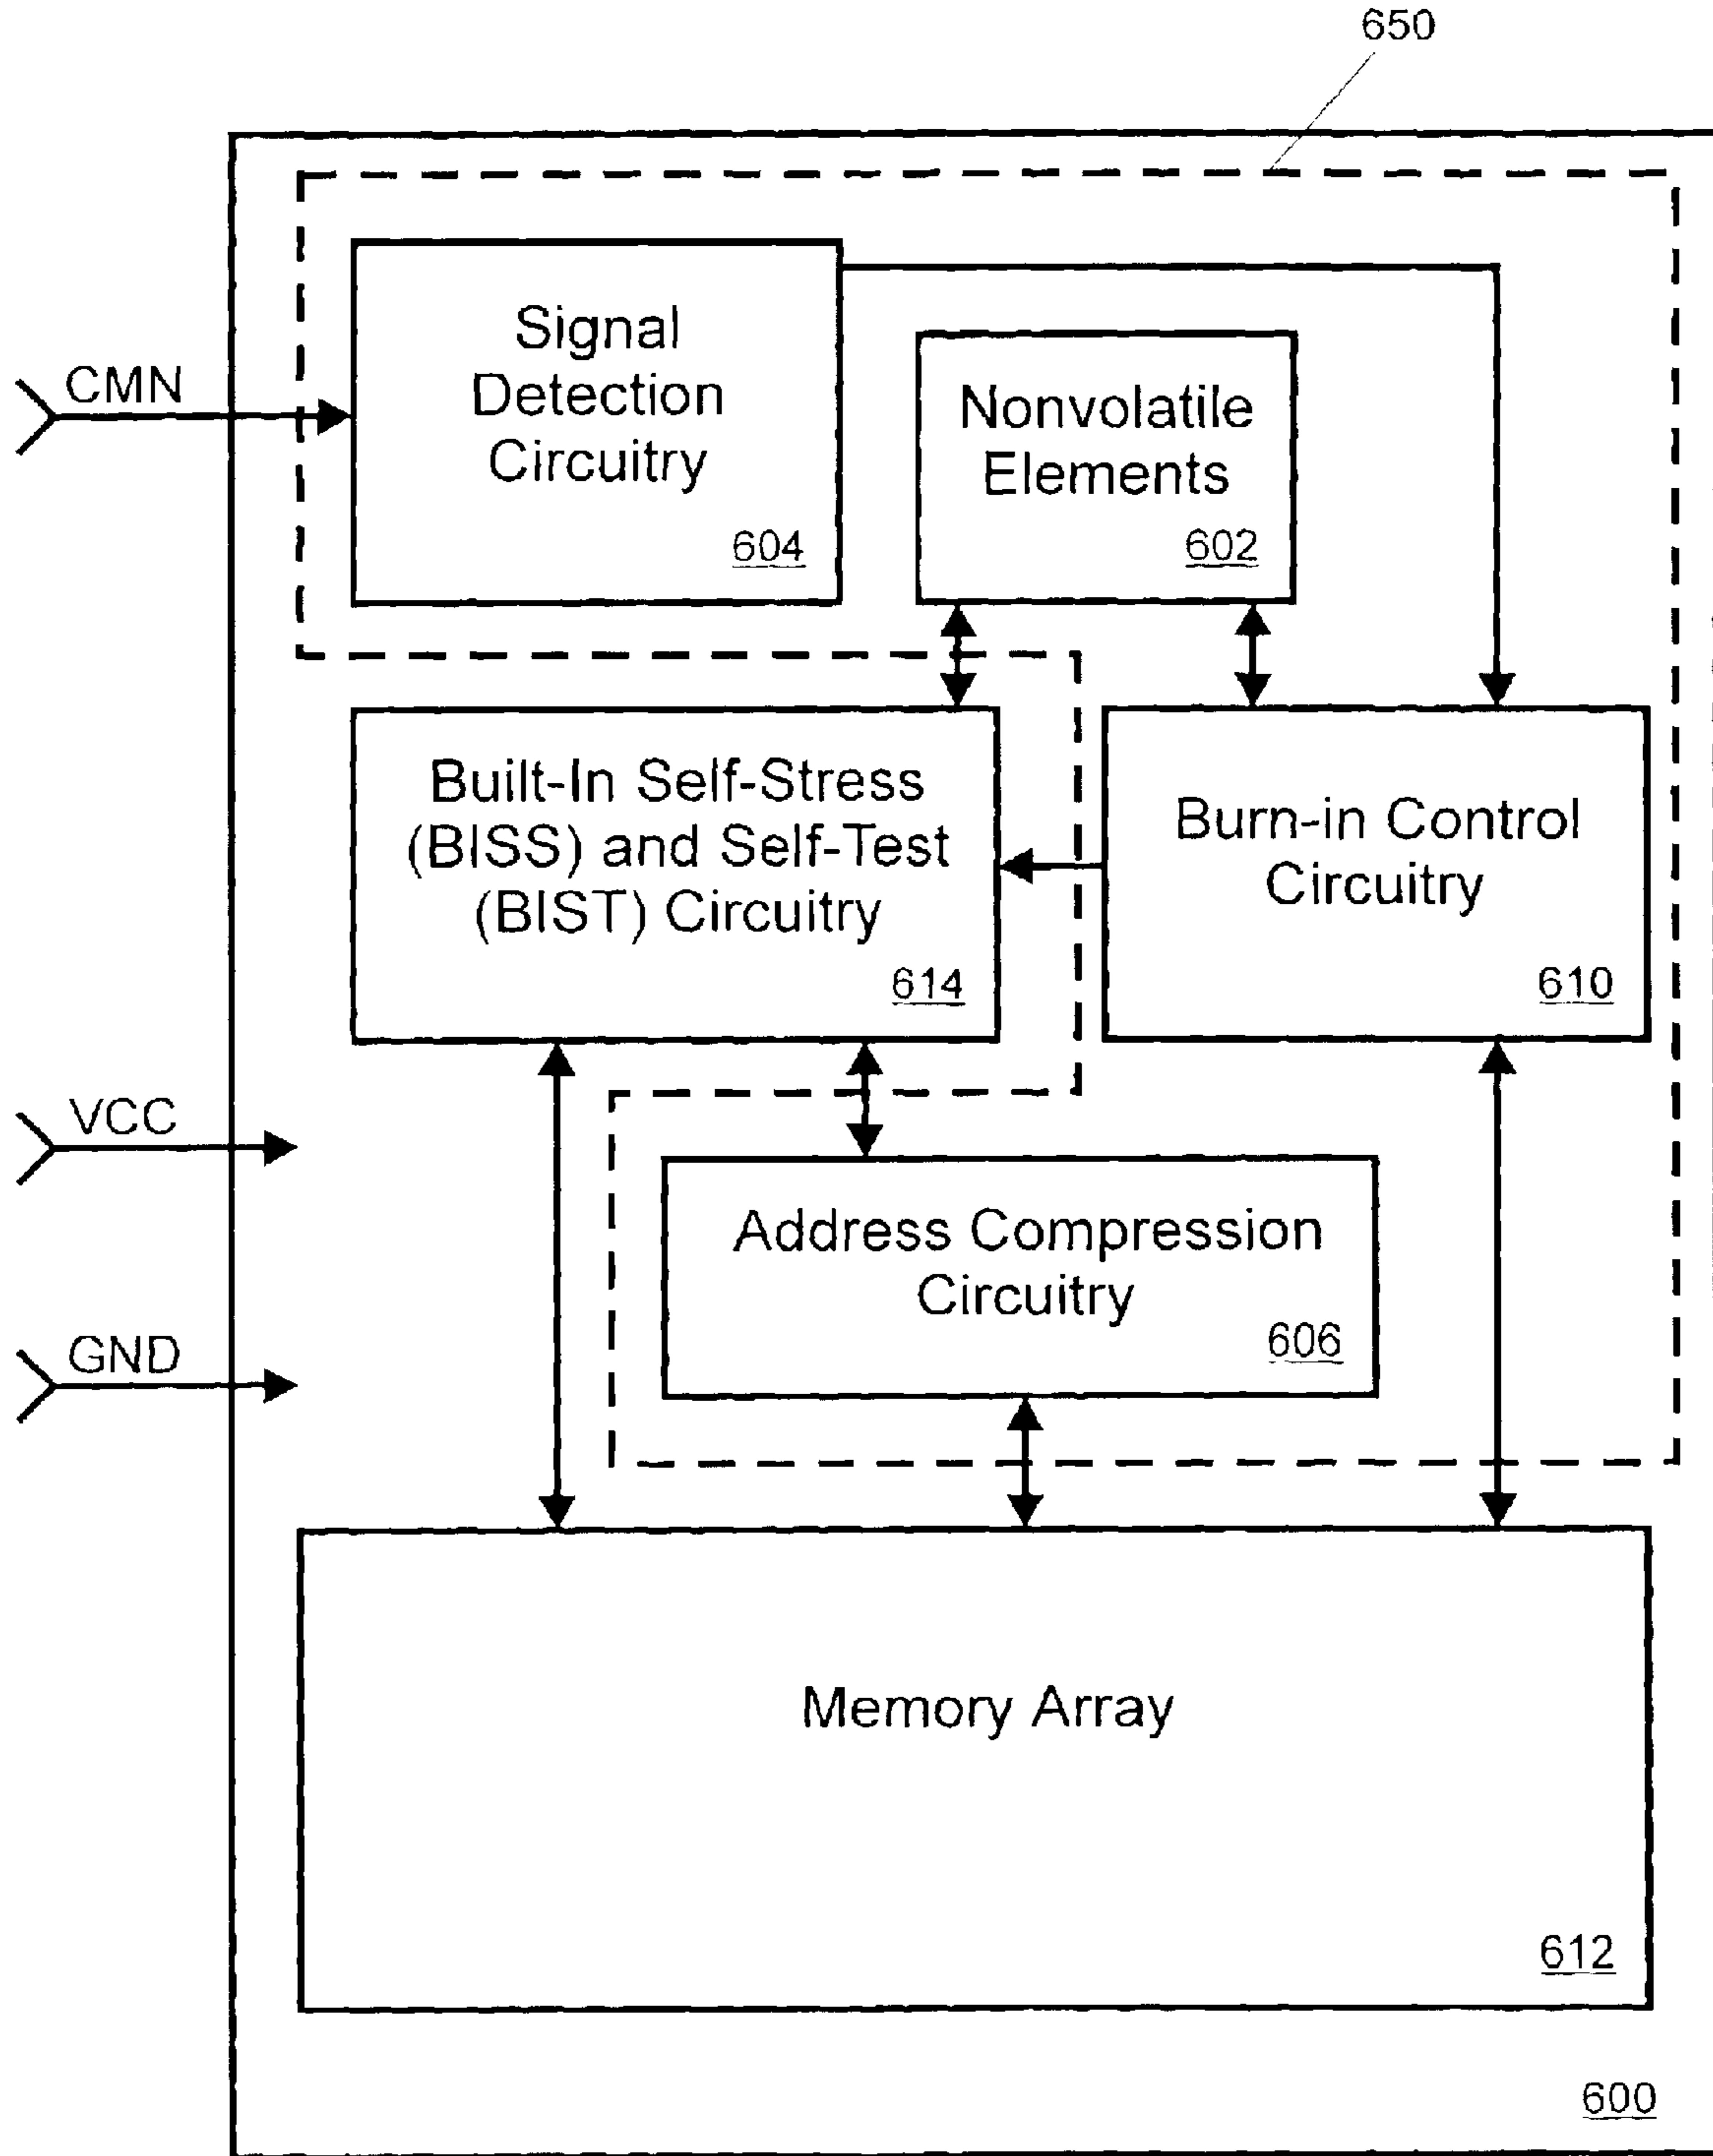 650
Signal
Detection
Circuitry
604
Nonvolatile
Elements
602
CMN
Built-In Self-Stress
(BISS) and Self-Test
(BIST) Circuitry
614
Burn-in Control
Circuitry
610
VCC
Address Compression
Circuitry
606
GND
Memory Array
612
600